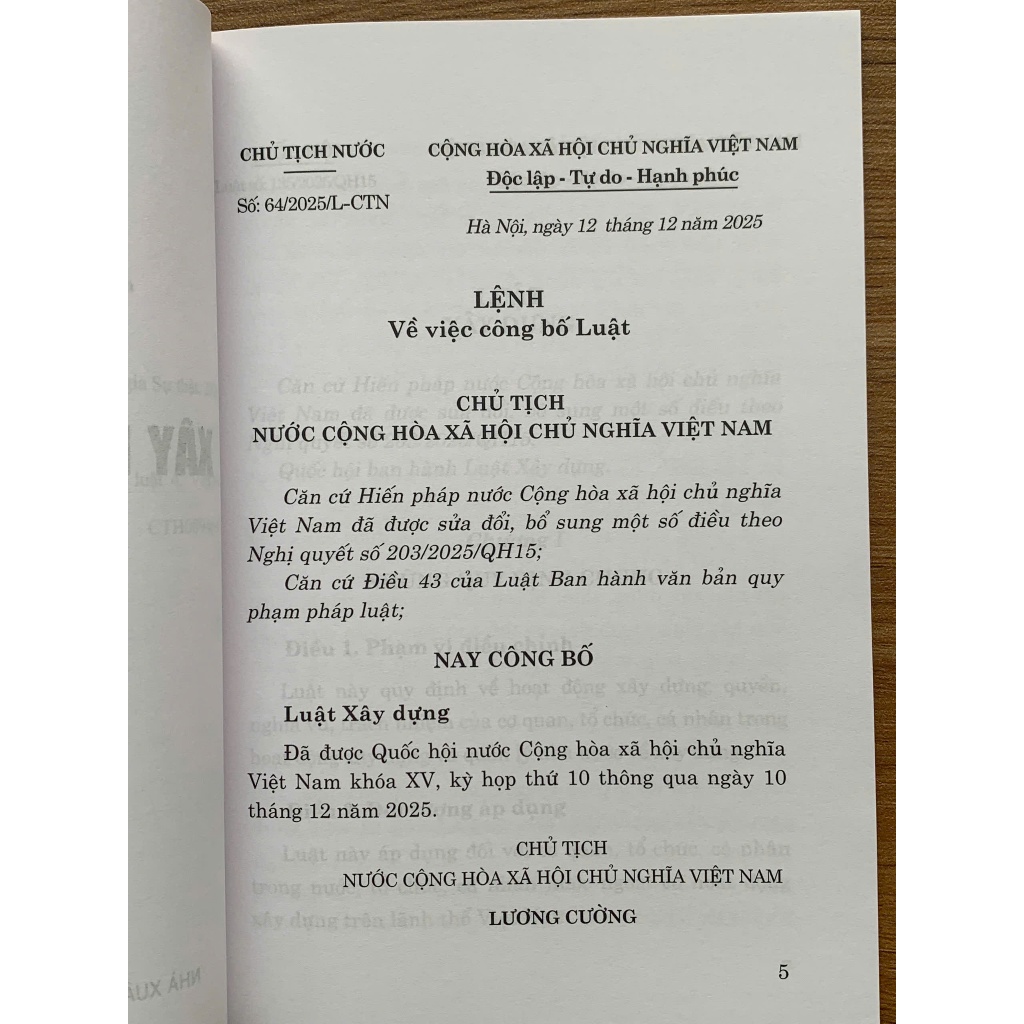 CHỦ TỊCH NƯỚC
CỘNG HÒA XÃ HỘI CHỦ NGHĨA VIỆT NAM
Độc lập - Tự do - Hạnh phúc
Số: 64/2025/L-CTN
Hà Nội, ngày 12 tháng 12 năm 2025
LỆNH
Về việc công bố Luật
CHỦ TỊCH
NƯỚC CỘNG HÒA XÃ HỘI CHỦ NGHĨA VIỆT NAM
Căn cứ Hiến pháp nước Cộng hòa xã hội chủ nghĩa
Việt Nam đã được sửa đổi, bổ sung một số điều theo
Nghị quyết số 203/2025/QH15;
Căn cứ Điều 43 của Luật Ban hành văn bản quy
phạm pháp luật;
NAY CÔNG BỐ
Luật Xây dựng
Đã được Quốc hội nước Cộng hòa xã hội chủ nghĩa
Việt Nam khóa XV, kỳ họp thứ 10 thông qua ngày 10
tháng 12 năm 2025.
CHỦ TỊCH
NƯỚC CỘNG HÒA XÃ HỘI CHỦ NGHĨA VIỆT NAM
LƯƠNG CƯỜNG
5